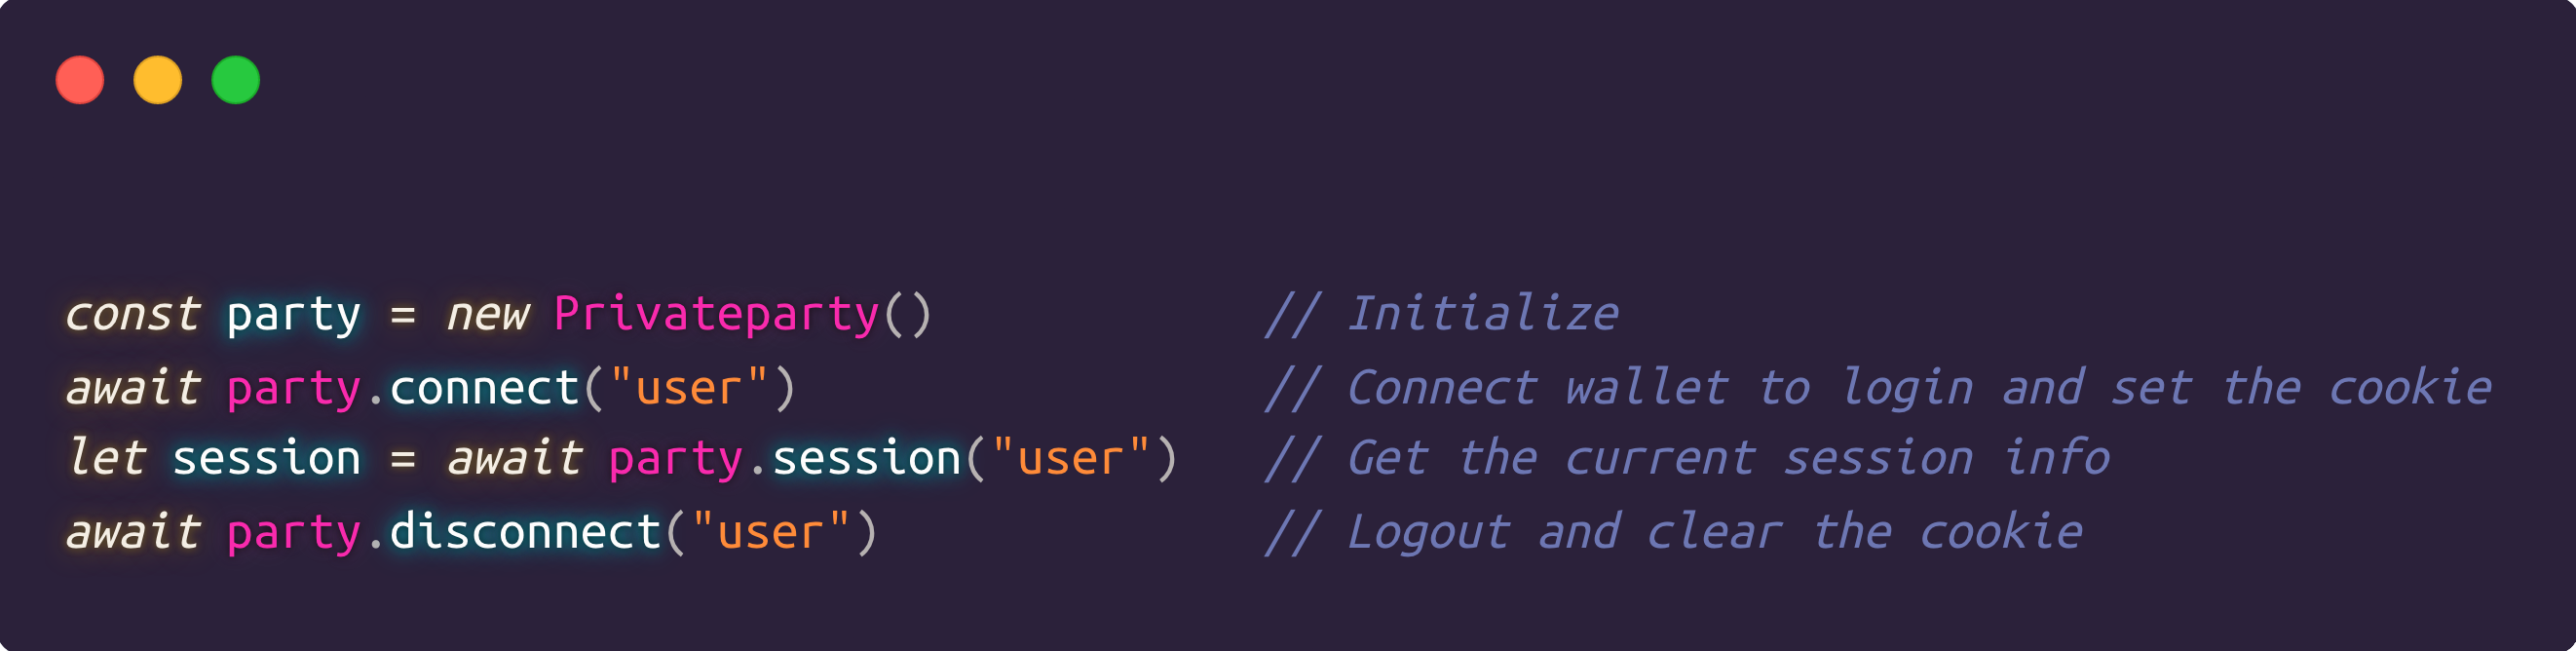 const party = new Privateparty() // Initialize
await party.connect("user") // Connect wallet to login and set the cookie
let session = await party.session("user") // Get the current session info
await party.disconnect("user") // Logout and clear the cookie